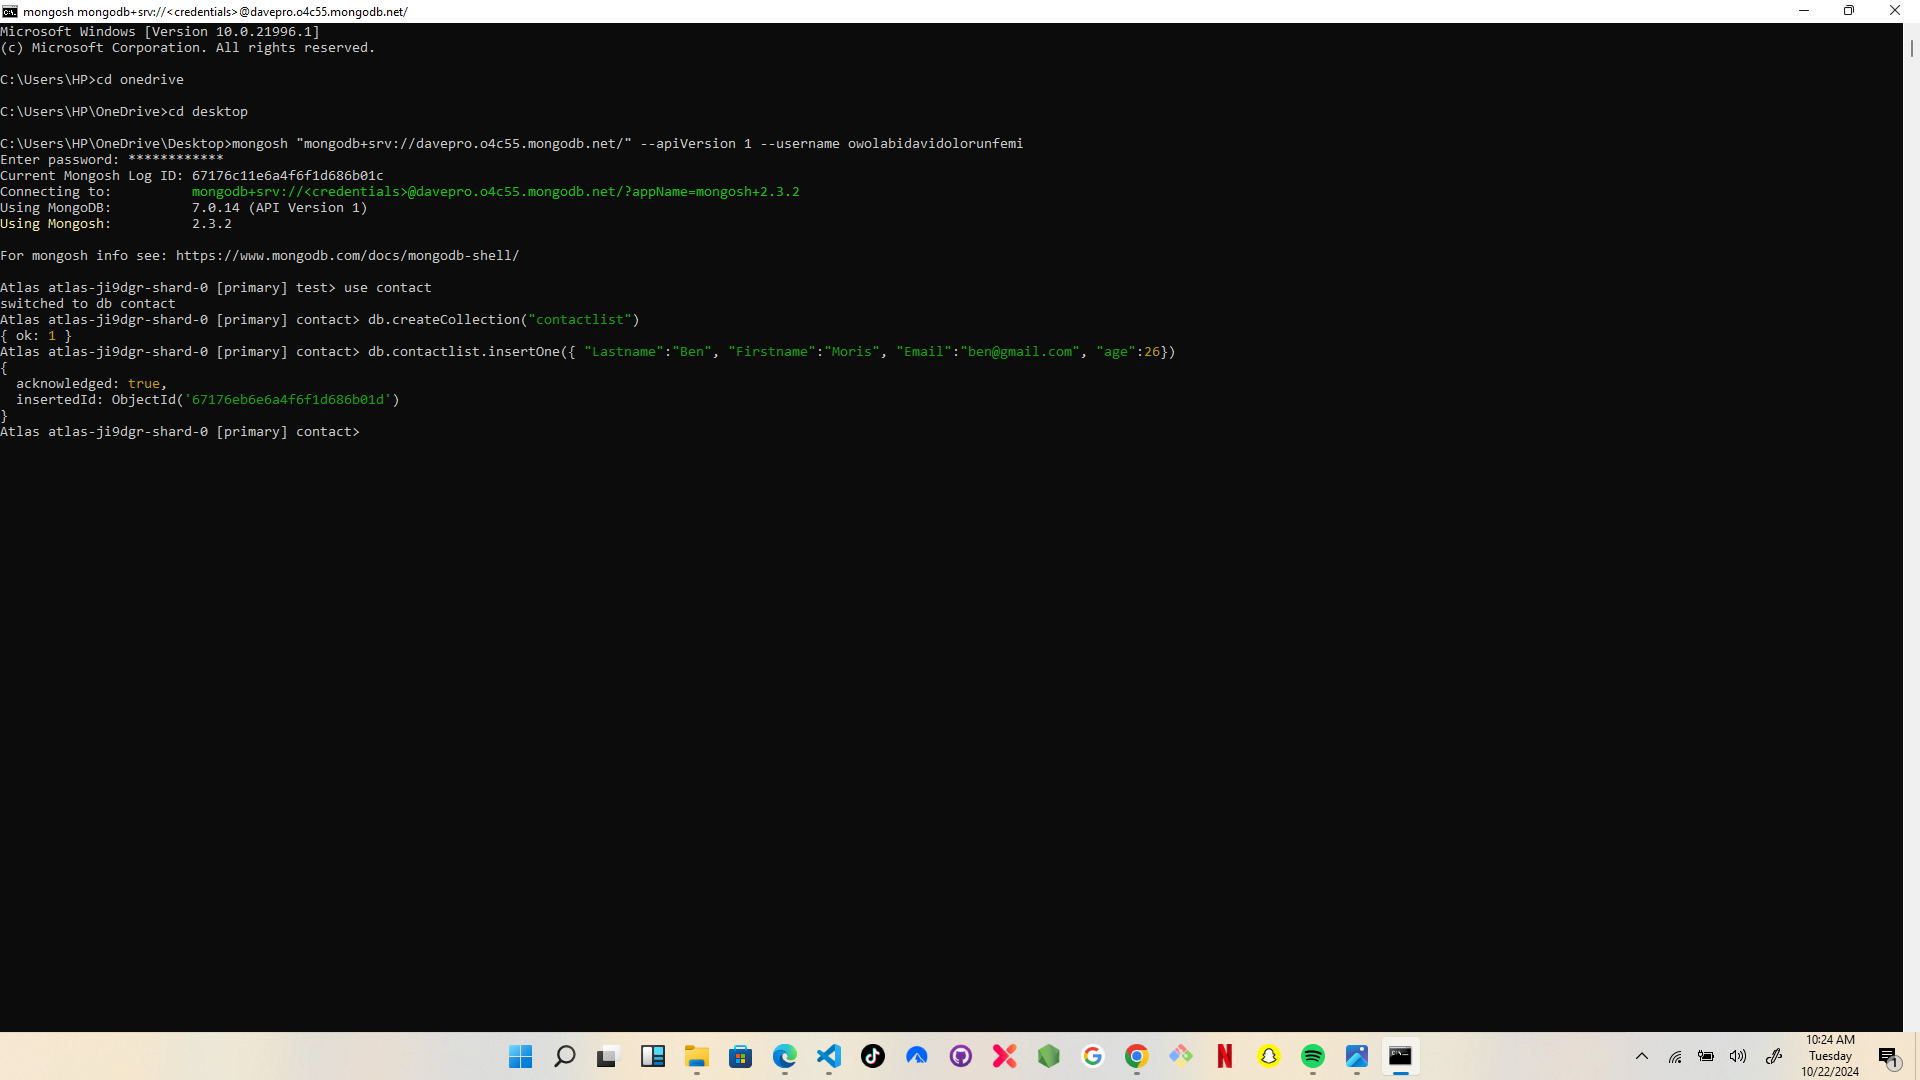 mongosh mongodb+srv://<credentials>@davepro.o4c55.mongodb.net/
Microsoft Windows [Version 10.0.21996.1]
(c) Microsoft Corporation. All rights reserved.
C:\Users\HP>cd onedrive
C:\Users\HP\OneDrive>cd desktop
C:\Users\HP\OneDrive\Desktop>mongosh "mongodb+srv://davepro.o4c55.mongodb.net/" --apiVersion 1 --username owolabidavidolorunfemi
Enter password: ************
Current Mongosh Log ID: 67176c11e6a4f6f1d686b01c
Connecting to:          mongodb+srv://<credentials>@davepro.o4c55.mongodb.net/?appName=mongosh+2.3.2
Using MongoDB:          7.0.14 (API Version 1)
Using Mongosh:          2.3.2
For mongosh info see: https://www.mongodb.com/docs/mongodb-shell/
Atlas atlas-ji9dgr-shard-0 [primary] test> use contact
switched to db contact
Atlas atlas-ji9dgr-shard-0 [primary] contact> db.createCollection("contactlist")
{ ok: 1 }
Atlas atlas-ji9dgr-shard-0 [primary] contact> db.contactlist.insertOne({ "Lastname":"Ben", "Firstname":"Moris", "Email":"ben@gmail.com", "age":26})
{
  acknowledged: true,
  insertedId: ObjectId('67176eb6e6a4f6f1d686b01d')
}
Atlas atlas-ji9dgr-shard-0 [primary] contact>
10:24 AM
Tuesday
10/22/2024
1